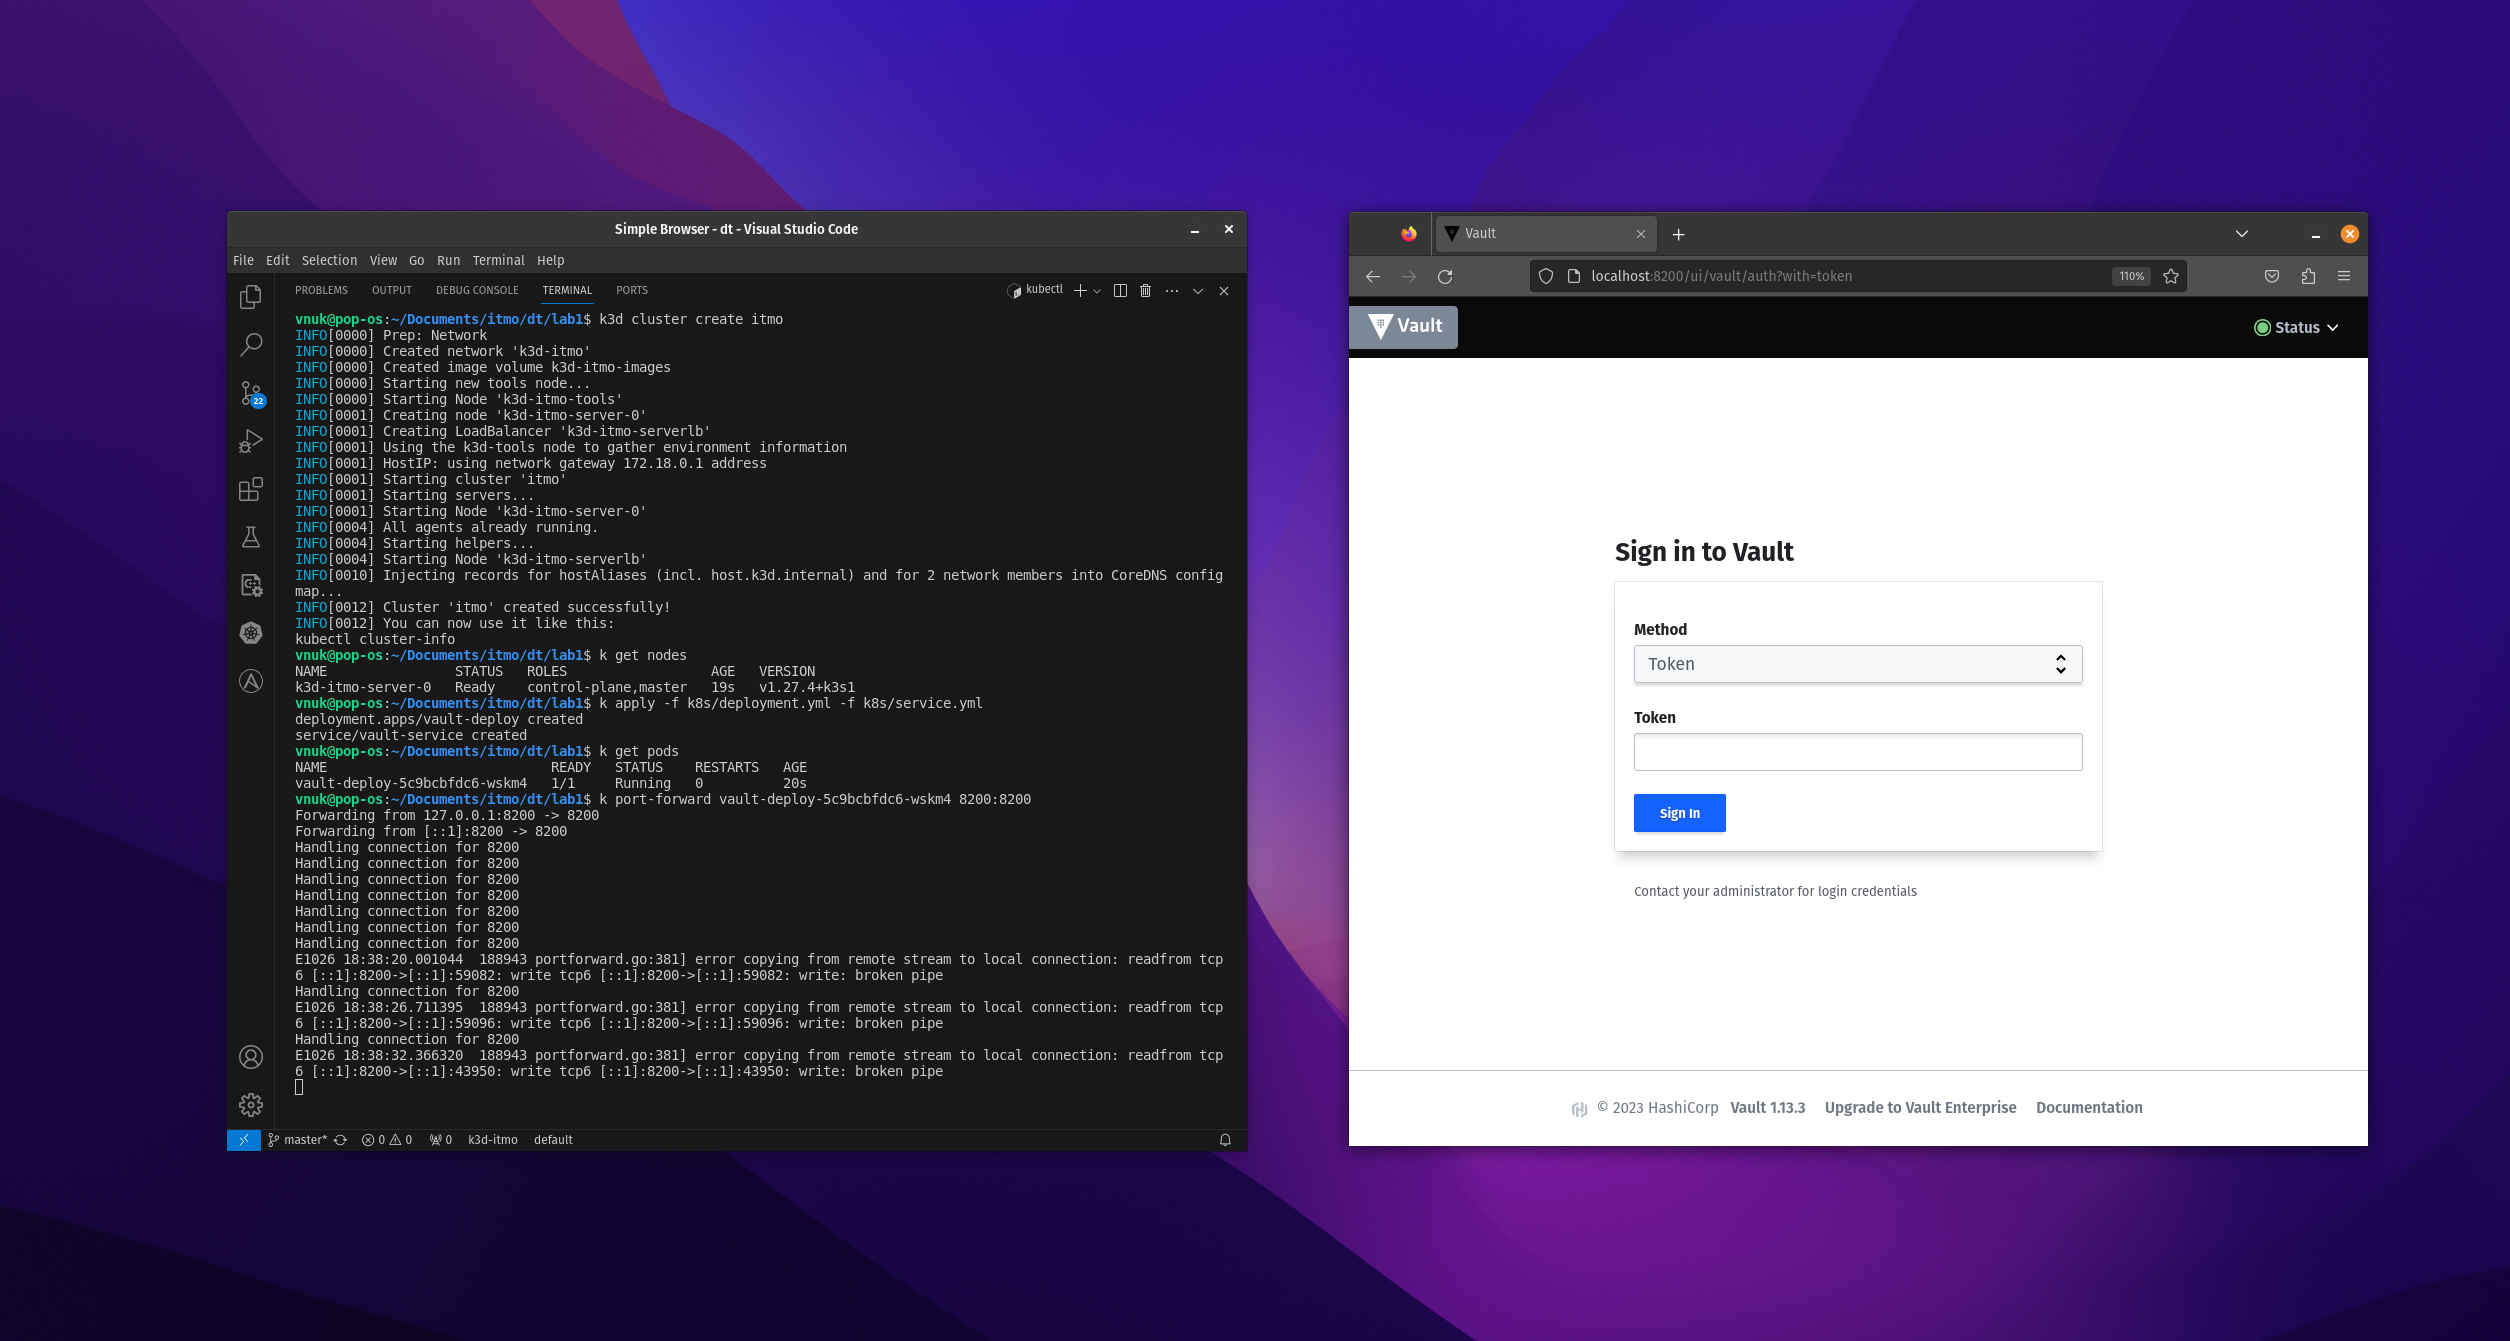 Simple Browser - dt - Visual Studio Code
File Edit Selection View Go Run Terminal Help
PROBLEMS OUTPUT DEBUG CONSOLE TERMINAL PORTS kubectl
vnuk@pop-os:~/Documents/itmo/dt/lab1$ k3d cluster create itmo
INFO[0000] Prep: Network
INFO[0000] Created network 'k3d-itmo'
INFO[0000] Created image volume k3d-itmo-images
INFO[0000] Starting new tools node...
INFO[0000] Starting Node 'k3d-itmo-tools'
INFO[0001] Creating node 'k3d-itmo-server-0'
INFO[0001] Creating LoadBalancer 'k3d-itmo-serverlb'
INFO[0001] Using the k3d-tools node to gather environment information
INFO[0001] HostIP: using network gateway 172.18.0.1 address
INFO[0001] Starting cluster 'itmo'
INFO[0001] Starting servers...
INFO[0001] Starting Node 'k3d-itmo-server-0'
INFO[0004] All agents already running.
INFO[0004] Starting helpers...
INFO[0004] Starting Node 'k3d-itmo-serverlb'
INFO[0010] Injecting records for hostAliases (incl. host.k3d.internal) and for 2 network members into CoreDNS config
map...
INFO[0012] Cluster 'itmo' created successfully!
INFO[0012] You can now use it like this:
kubectl cluster-info
vnuk@pop-os:~/Documents/itmo/dt/lab1$ k get nodes
NAME STATUS ROLES AGE VERSION
k3d-itmo-server-0 Ready control-plane,master 19s v1.27.4+k3s1
vnuk@pop-os:~/Documents/itmo/dt/lab1$ k apply -f k8s/deployment.yml -f k8s/service.yml
deployment.apps/vault-deploy created
service/vault-service created
vnuk@pop-os:~/Documents/itmo/dt/lab1$ k get pods
NAME READY STATUS RESTARTS AGE
vault-deploy-5c9bcbfdc6-wskm4 1/1 Running 0 20s
vnuk@pop-os:~/Documents/itmo/dt/lab1$ k port-forward vault-deploy-5c9bcbfdc6-wskm4 8200:8200
Forwarding from 127.0.0.1:8200 -> 8200
Forwarding from [::1]:8200 -> 8200
Handling connection for 8200
Handling connection for 8200
Handling connection for 8200
Handling connection for 8200
Handling connection for 8200
Handling connection for 8200
Handling connection for 8200
E1026 18:38:20.001044 188943 portforward.go:381] error copying from remote stream to local connection: readfrom tcp
6 [::1]:8200->[::1]:59082: write tcp6 [::1]:8200->[::1]:59082: write: broken pipe
Handling connection for 8200
E1026 18:38:26.711395 188943 portforward.go:381] error copying from remote stream to local connection: readfrom tcp
6 [::1]:8200->[::1]:59096: write tcp6 [::1]:8200->[::1]:59096: write: broken pipe
Handling connection for 8200
E1026 18:38:32.366320 188943 portforward.go:381] error copying from remote stream to local connection: readfrom tcp
6 [::1]:8200->[::1]:43950: write tcp6 [::1]:8200->[::1]:43950: write: broken pipe
22
master* 0 0 0 k3d-itmo default
Vault
localhost:8200/ui/vault/auth?with=token 110%
Vault Status
Sign in to Vault
Method
Token
Token
Sign In
Contact your administrator for login credentials
© 2023 HashiCorp Vault 1.13.3 Upgrade to Vault Enterprise Documentation